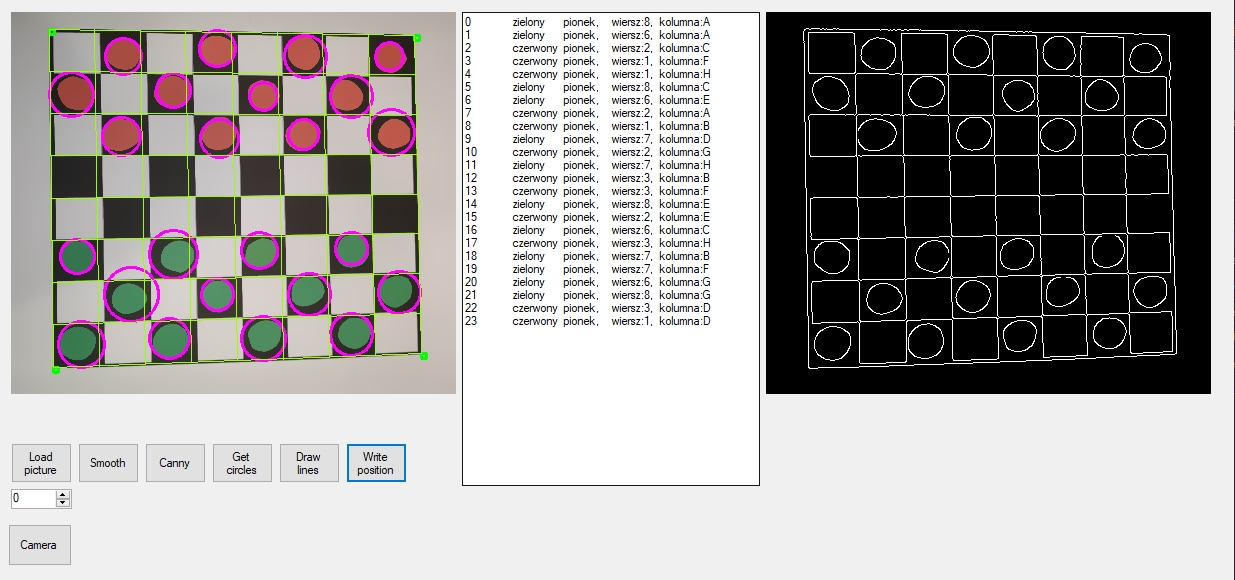 0 zielony pionek, wiersz:8, kolumna:A
1 zielony pionek, wiersz:6, kolumna:A
2 czerwony pionek, wiersz:2, kolumna:C
3 czerwony pionek, wiersz:1, kolumna:F
4 czerwony pionek, wiersz:1, kolumna:H
5 zielony pionek, wiersz:8, kolumna:C
6 zielony pionek, wiersz:6, kolumna:E
7 czerwony pionek, wiersz:2, kolumna:A
8 czerwony pionek, wiersz:1, kolumna:B
9 zielony pionek, wiersz:7, kolumna:D
10 czerwony pionek, wiersz:2, kolumna:G
11 zielony pionek, wiersz:7, kolumna:H
12 czerwony pionek, wiersz:3, kolumna:B
13 czerwony pionek, wiersz:3, kolumna:F
14 zielony pionek, wiersz:8, kolumna:E
15 czerwony pionek, wiersz:2, kolumna:E
16 zielony pionek, wiersz:6, kolumna:C
17 czerwony pionek, wiersz:3, kolumna:H
18 zielony pionek, wiersz:7, kolumna:B
19 zielony pionek, wiersz:7, kolumna:F
20 zielony pionek, wiersz:6, kolumna:G
21 zielony pionek, wiersz:8, kolumna:G
22 czerwony pionek, wiersz:3, kolumna:D
23 czerwony pionek, wiersz:1, kolumna:D
Load picture
Smooth
Canny
Get circles
Draw lines
Write position
0
Camera